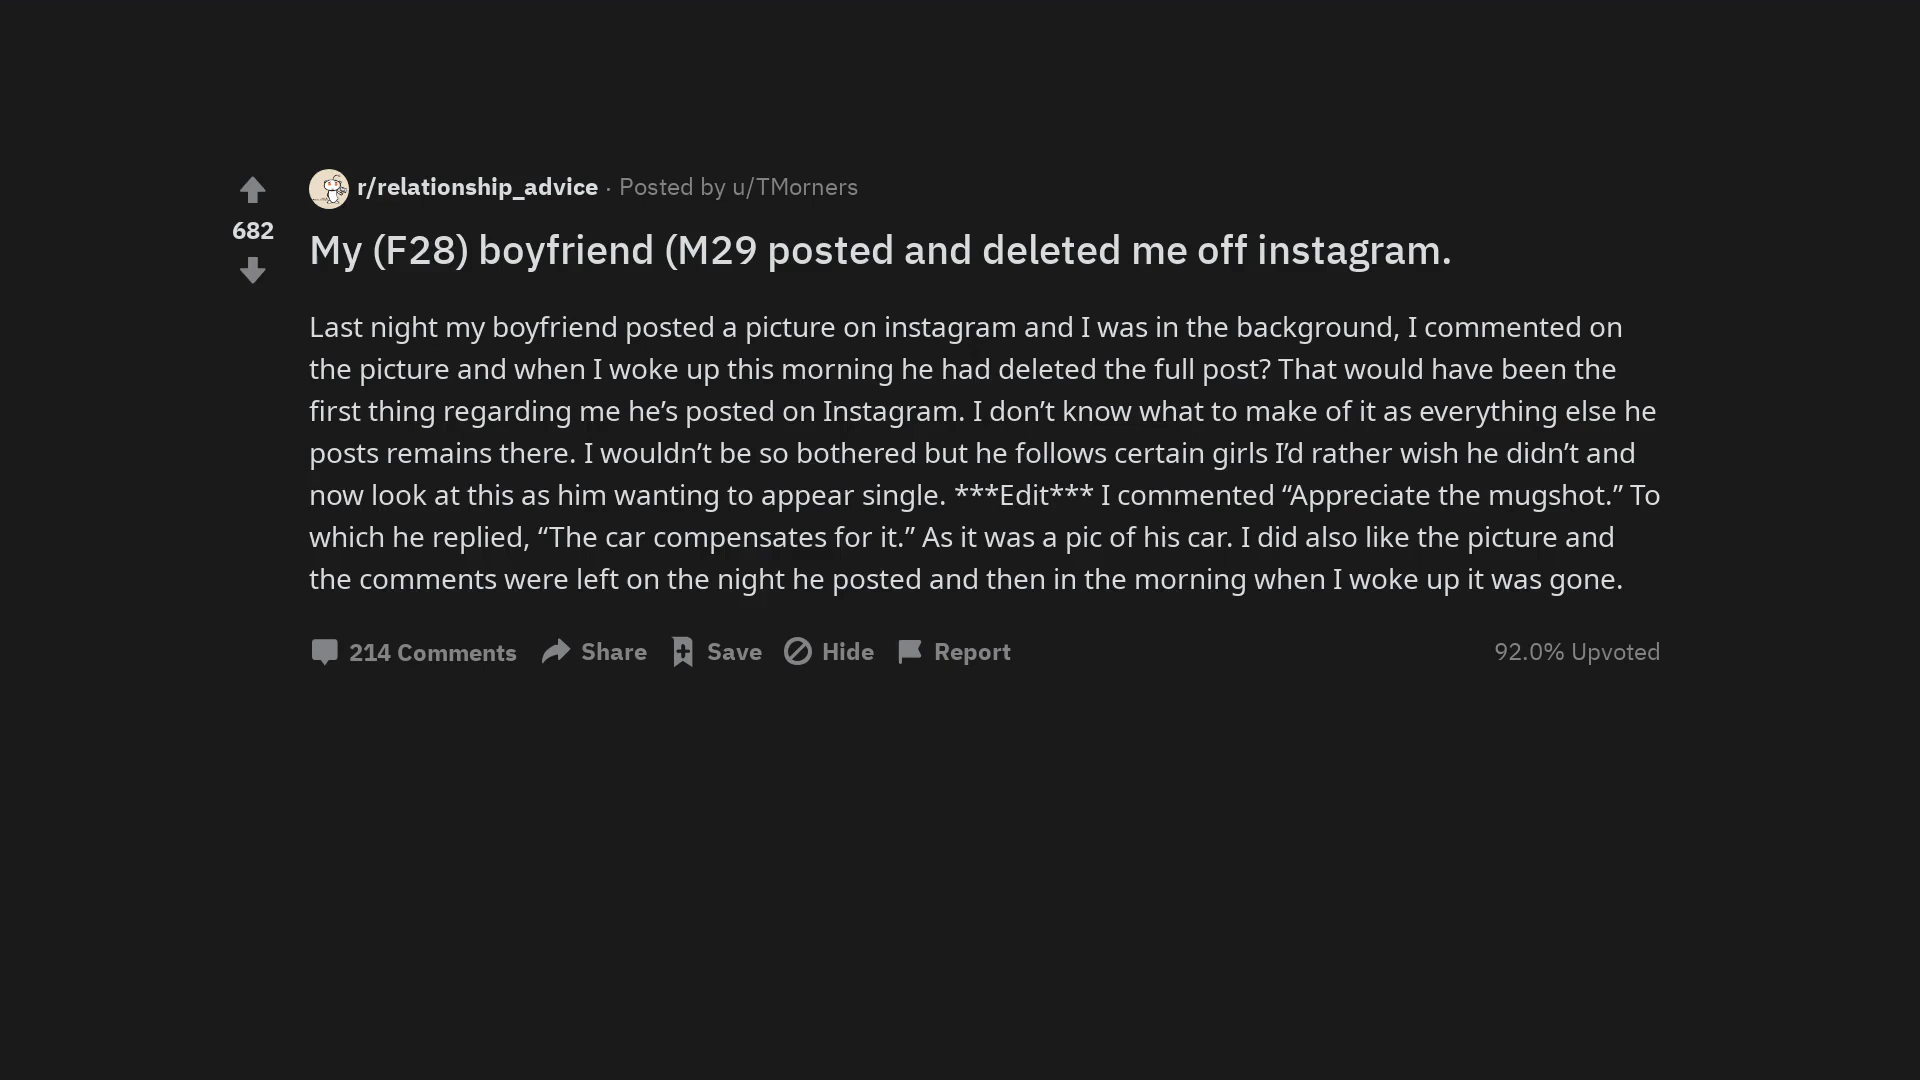 r/relationship_advice · Posted by u/TMorners
682
My (F28) boyfriend (M29 posted and deleted me off instagram.
Last night my boyfriend posted a picture on instagram and I was in the background, I commented on
the picture and when I woke up this morning he had deleted the full post? That would have been the
first thing regarding me he’s posted on Instagram. I don’t know what to make of it as everything else he
posts remains there. I wouldn’t be so bothered but he follows certain girls I’d rather wish he didn’t and
now look at this as him wanting to appear single. ***Edit*** I commented “Appreciate the mugshot.” To
which he replied, “The car compensates for it.” As it was a pic of his car. I did also like the picture and
the comments were left on the night he posted and then in the morning when I woke up it was gone.
214 Comments Share Save Hide Report 92.0% Upvoted